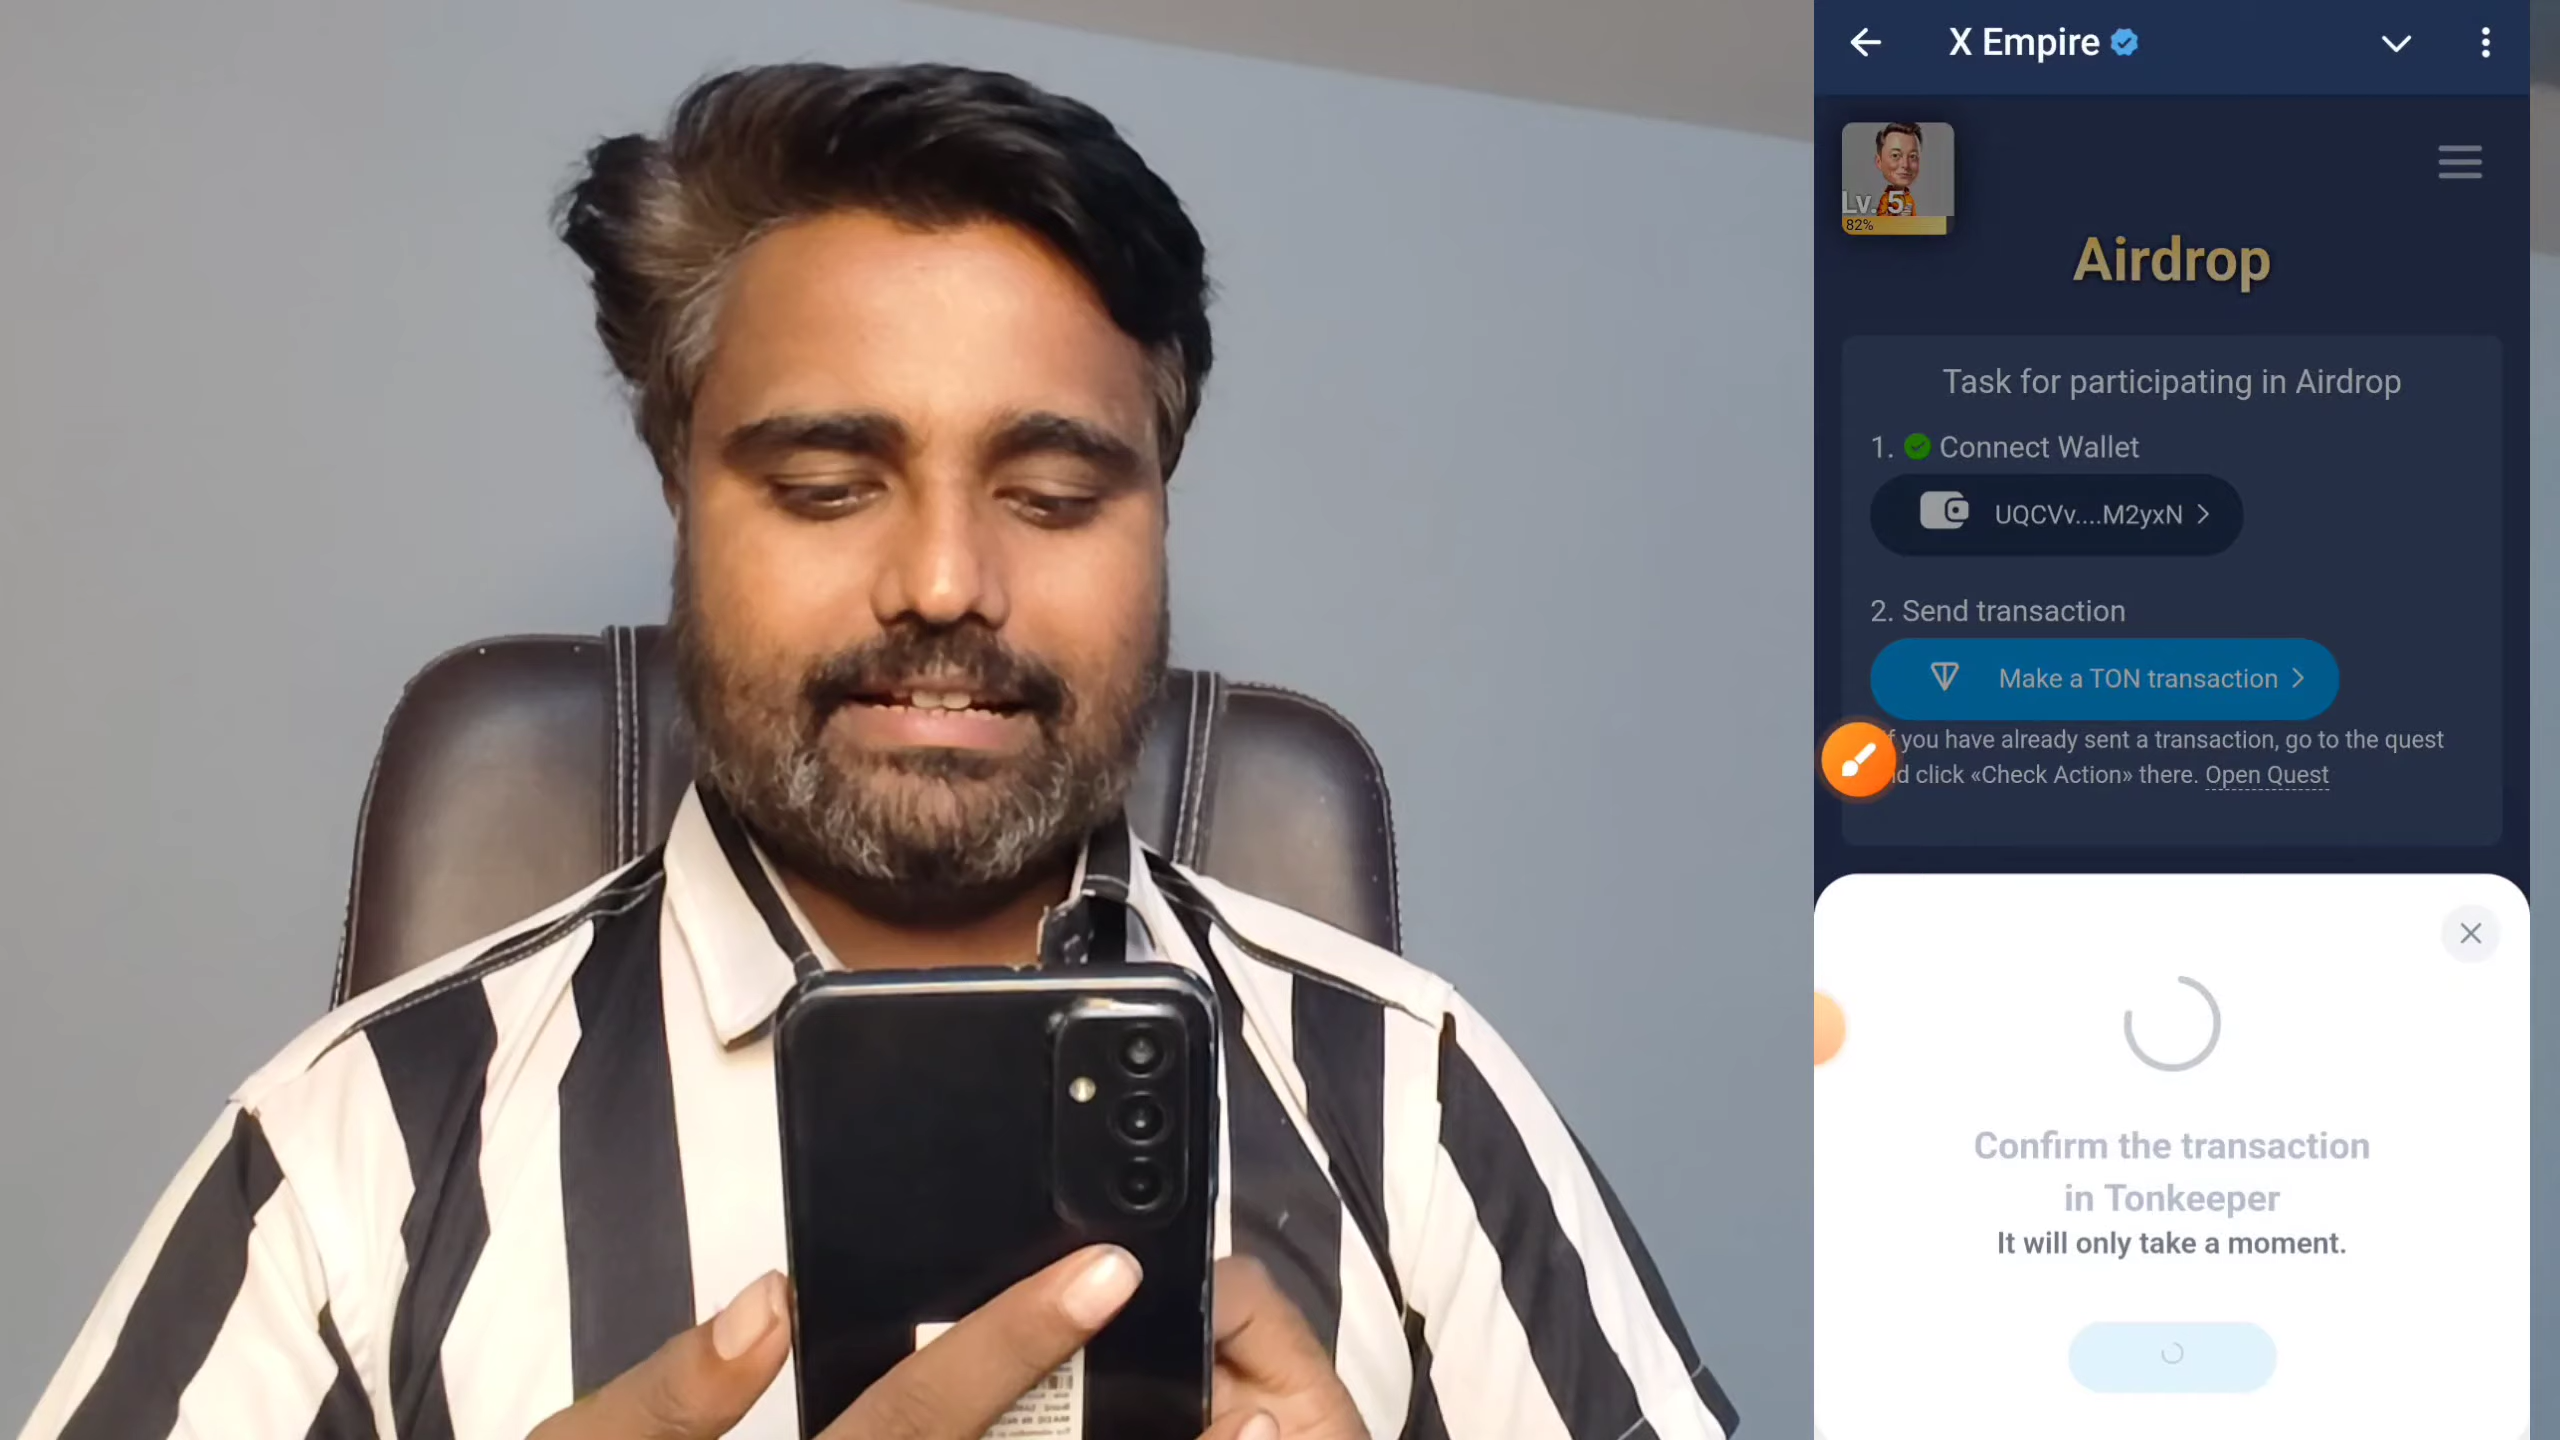 X Empire
Lv. 5
82%
Airdrop
Task for participating in Airdrop
1. Connect Wallet
UQCVv....M2yxN
2. Send transaction
Make a TON transaction
you have already sent a transaction, go to the quest
click «Check Action» there. Open Quest
Confirm the transaction
in Tonkeeper
It will only take a moment.